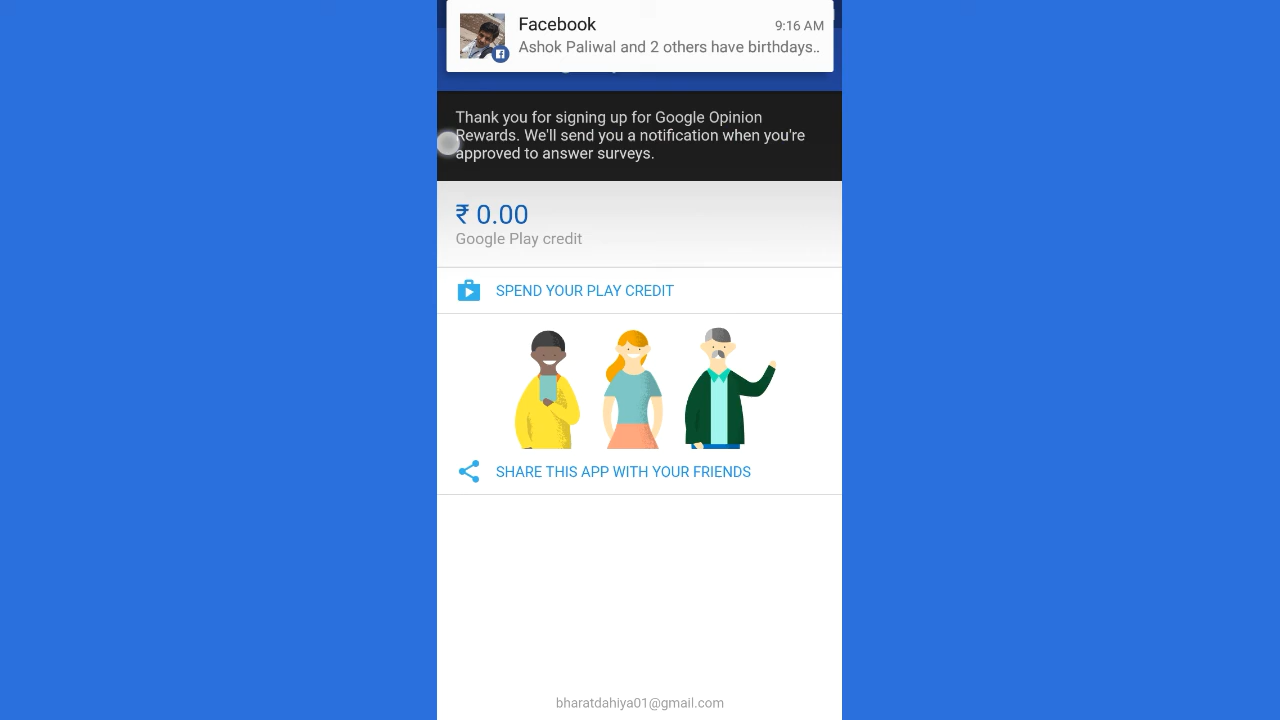 Facebook
9:16 AM
Ashok Paliwal and 2 others have birthdays..
Thank you for signing up for Google Opinion
Rewards. We'll send you a notification when you're
approved to answer surveys.
₹ 0.00
Google Play credit
SPEND YOUR PLAY CREDIT
SHARE THIS APP WITH YOUR FRIENDS
bharatdahiya01@gmail.com